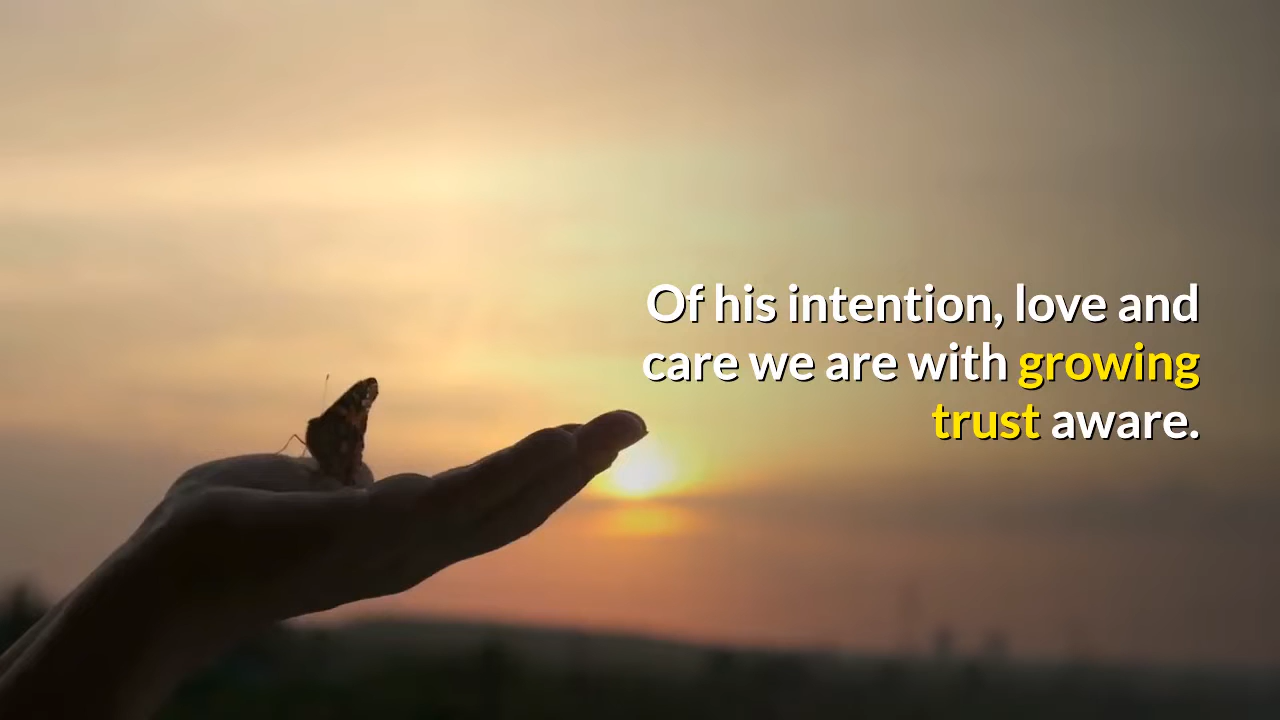 Of his intention, love and
care we are with growing
trust aware.